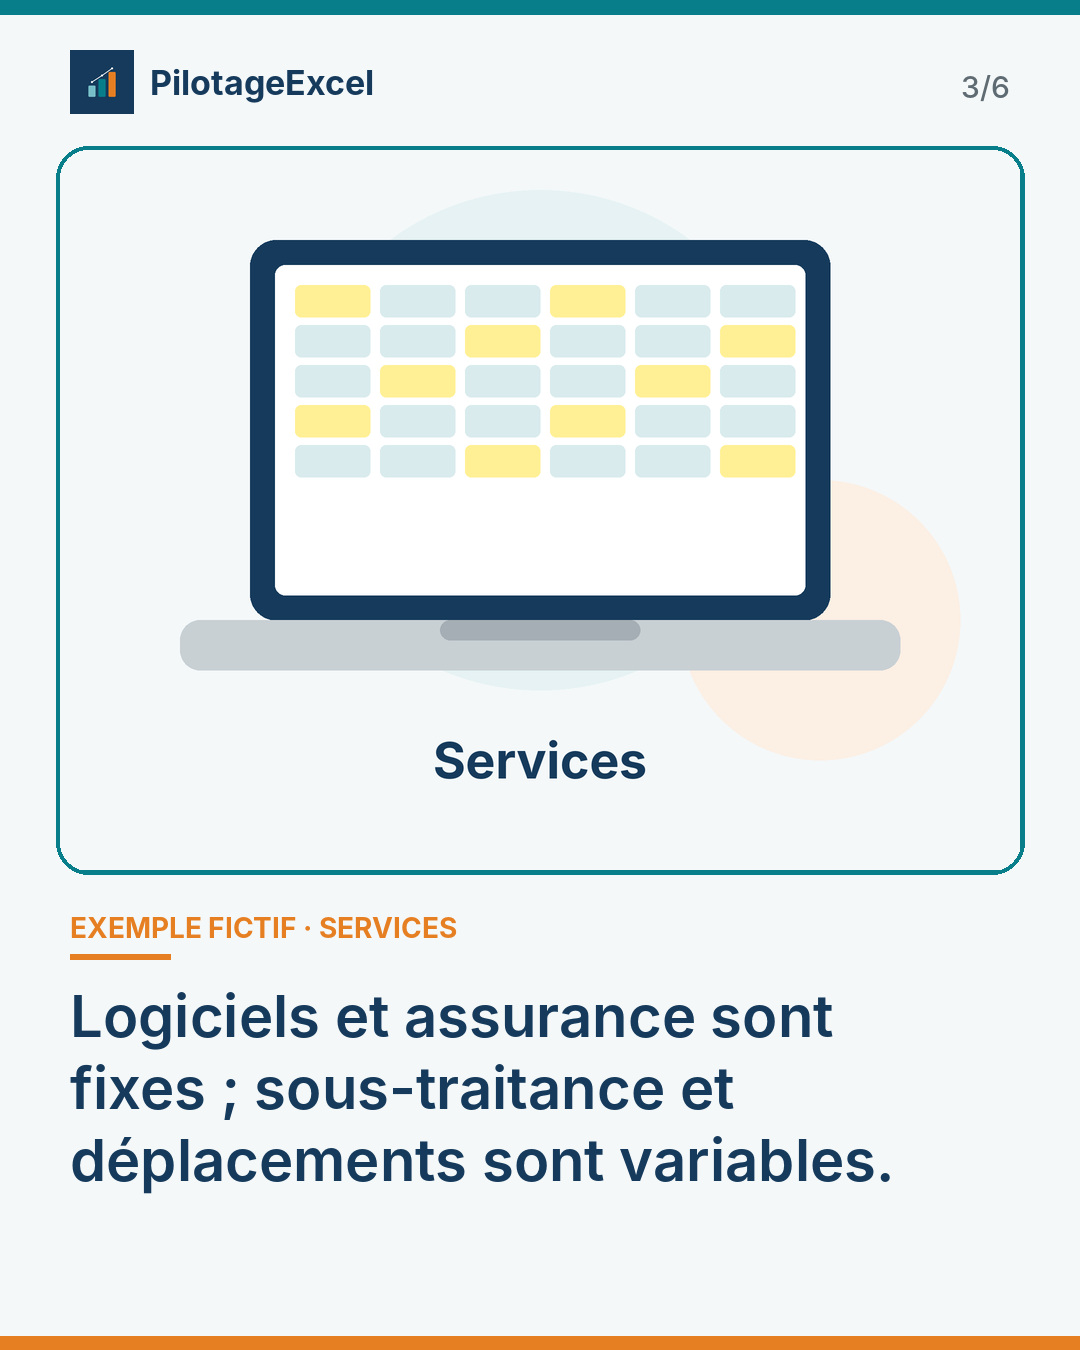 PilotageExcel
3/6
Services
EXEMPLE FICTIF · SERVICES
Logiciels et assurance sont
fixes ; sous-traitance et
déplacements sont variables.